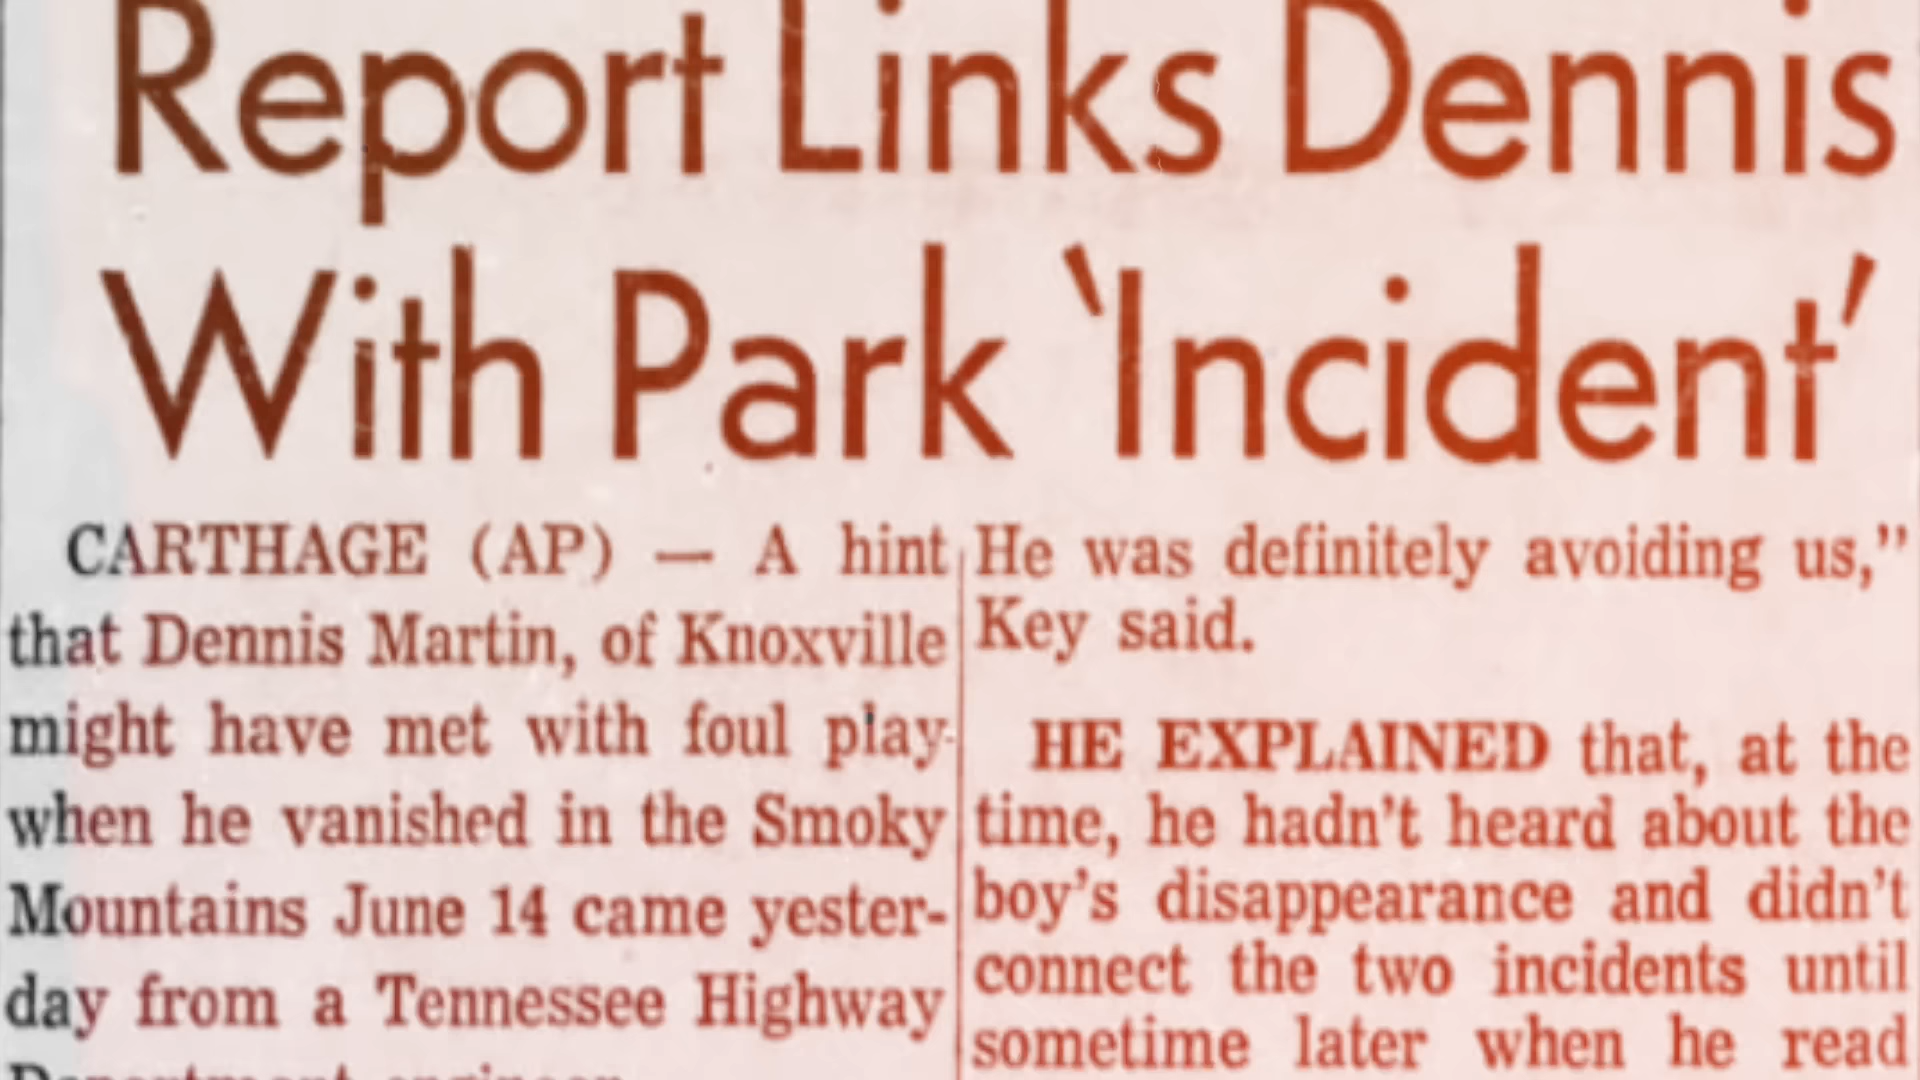 Report Links Dennis
With Park 'Incident'
CARTHAGE (AP) — A hint
that Dennis Martin, of Knoxville
might have met with foul play
when he vanished in the Smoky
Mountains June 14 came yester-
day from a Tennessee Highway
Department engineer.
He was definitely avoiding us,"
Key said.
HE EXPLAINED that, at the
time, he hadn't heard about the
boy's disappearance and didn't
connect the two incidents until
sometime later when he read